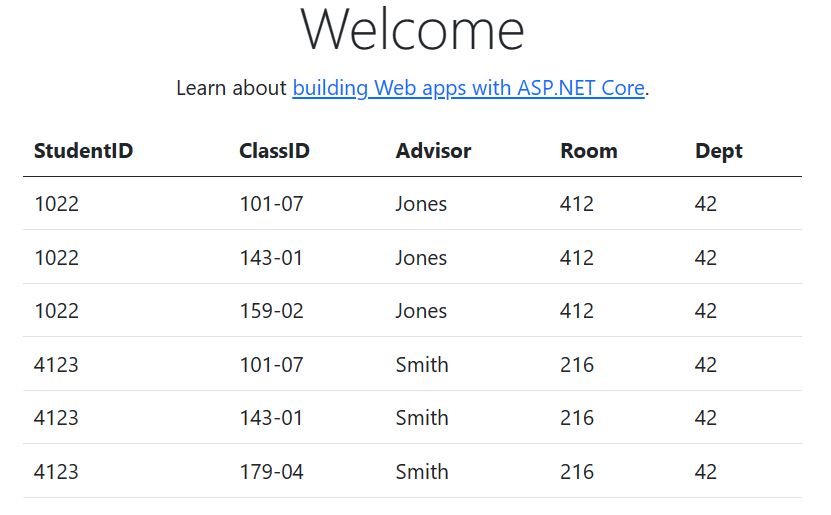 Welcome
Learn about building Web apps with ASP.NET Core.
StudentID ClassID Advisor Room Dept
1022 101-07 Jones 412 42
1022 143-01 Jones 412 42
1022 159-02 Jones 412 42
4123 101-07 Smith 216 42
4123 143-01 Smith 216 42
4123 179-04 Smith 216 42